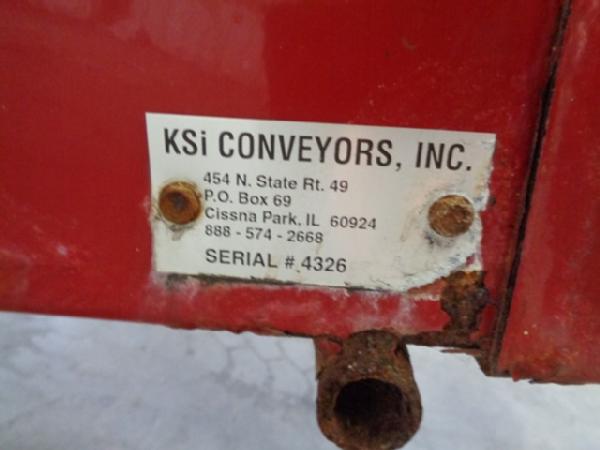 KSi CONVEYORS, INC.
454 N. State Rt. 49
P.O. Box 69
Cissna Park, IL 60924
888 - 574 - 2668
SERIAL # 4326